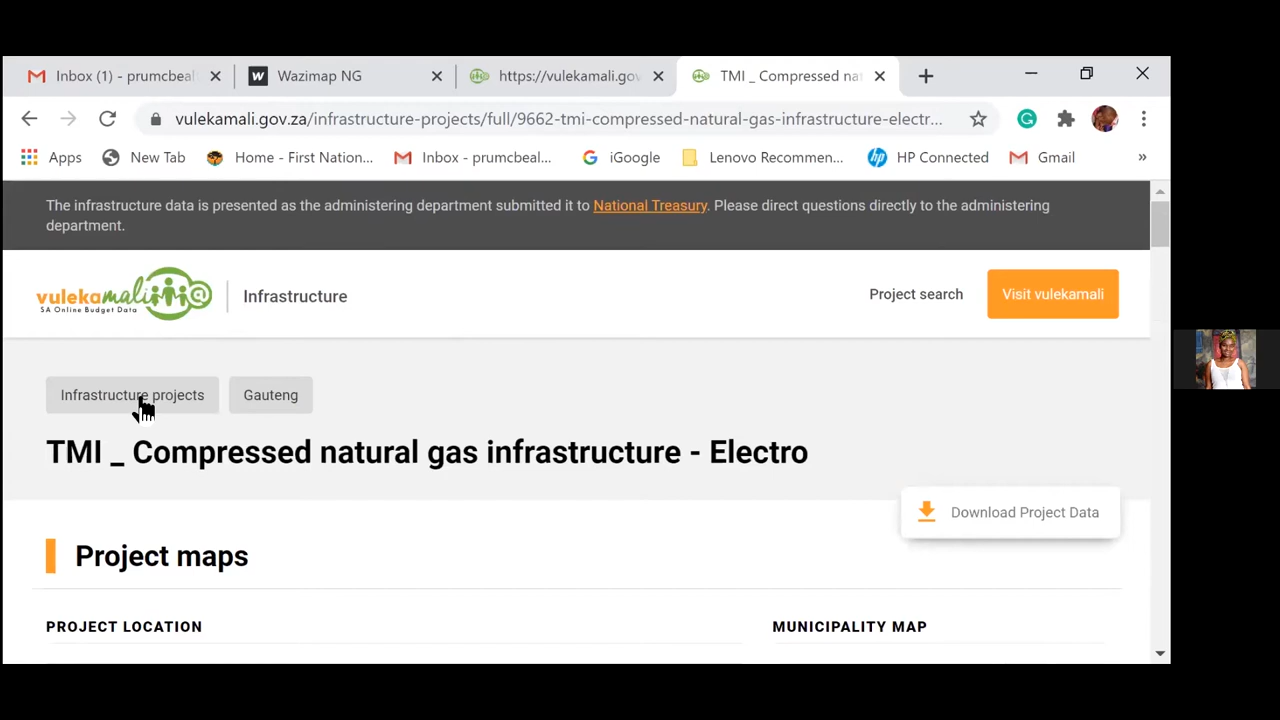 Inbox (1) - prumcbeal
Wazimap NG
https://vulekamali.gov
TMI _ Compressed nat
vulekamali.gov.za/infrastructure-projects/full/9662-tmi-compressed-natural-gas-infrastructure-electr...
Apps
New Tab
Home - First Nation...
Inbox - prumcbeal...
iGoogle
Lenovo Recommen...
HP Connected
Gmail
»
The infrastructure data is presented as the administering department submitted it to National Treasury. Please direct questions directly to the administering
department.
vulekamali
SA Online Budget Data
Infrastructure
Project search
Visit vulekamali
Infrastructure projects
Gauteng
TMI _ Compressed natural gas infrastructure - Electro
Download Project Data
Project maps
PROJECT LOCATION
MUNICIPALITY MAP